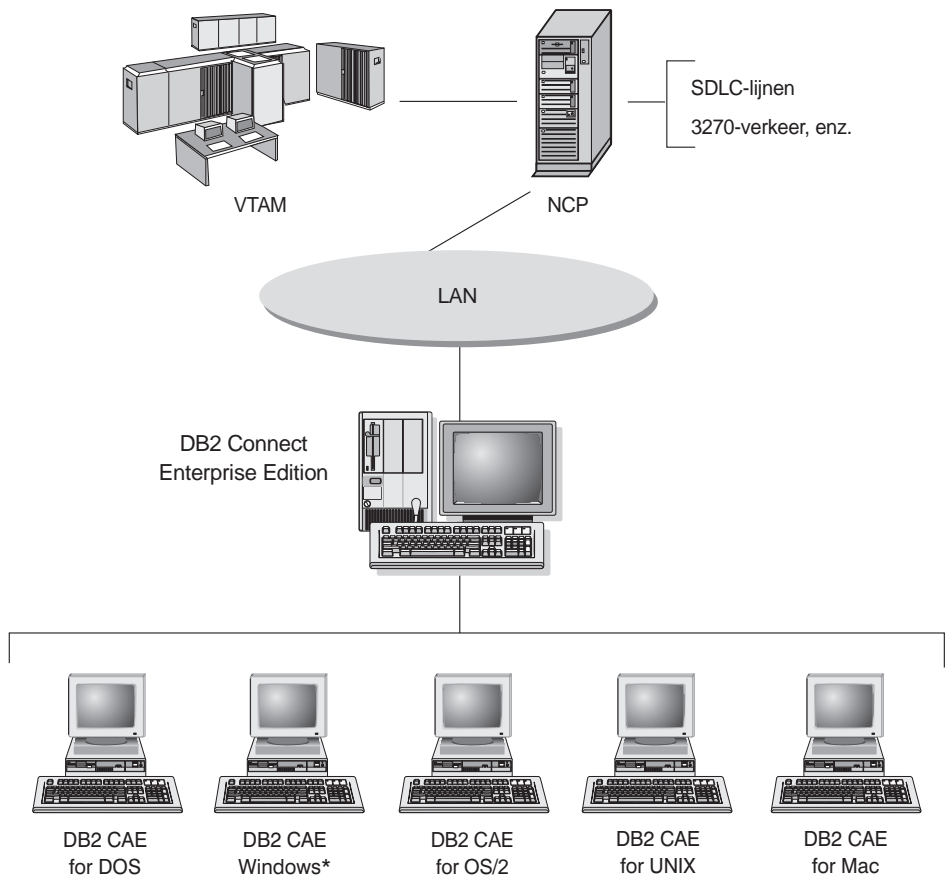 SDLC-lijnen
3270-verkeer, enz.
VTAM
NCP
LAN
DB2 Connect
Enterprise Edition
DB2 CAE
for DOS
DB2 CAE
Windows*
DB2 CAE
for OS/2
DB2 CAE
for UNIX
DB2 CAE
for Mac